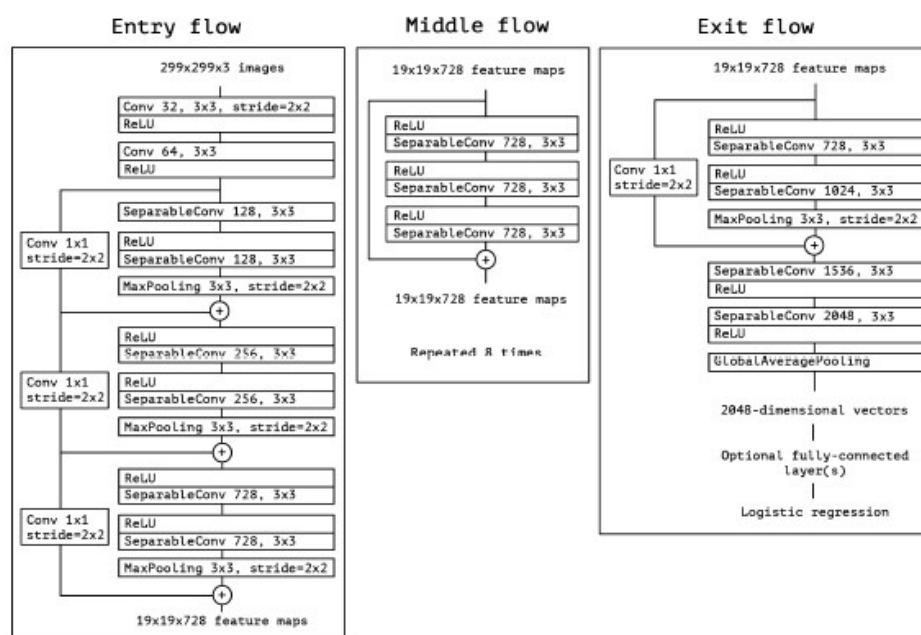 Entry flow
299x299x3 images
Conv 32, 3x3, stride=2x2
ReLU
Conv 64, 3x3
ReLU
SeparableConv 128, 3x3
Conv 1x1
stride=2x2
ReLU
SeparableConv 128, 3x3
MaxPooling 3x3, stride=2x2
+
ReLU
SeparableConv 256, 3x3
Conv 1x1
stride=2x2
ReLU
SeparableConv 256, 3x3
MaxPooling 3x3, stride=2x2
+
ReLU
SeparableConv 728, 3x3
Conv 1x1
stride=2x2
ReLU
SeparableConv 728, 3x3
MaxPooling 3x3, stride=2x2
+
19x19x728 feature maps
Middle flow
19x19x728 feature maps
ReLU
SeparableConv 728, 3x3
ReLU
SeparableConv 728, 3x3
ReLU
SeparableConv 728, 3x3
+
19x19x728 feature maps
Repeated 8 times
Exit flow
19x19x728 feature maps
ReLU
SeparableConv 728, 3x3
Conv 1x1
stride=2x2
ReLU
SeparableConv 1024, 3x3
MaxPooling 3x3, stride=2x2
+
SeparableConv 1536, 3x3
ReLU
SeparableConv 2048, 3x3
ReLU
GlobalAveragePooling
2048-dimensional vectors
Optional fully-connected
layer(s)
Logistic regression